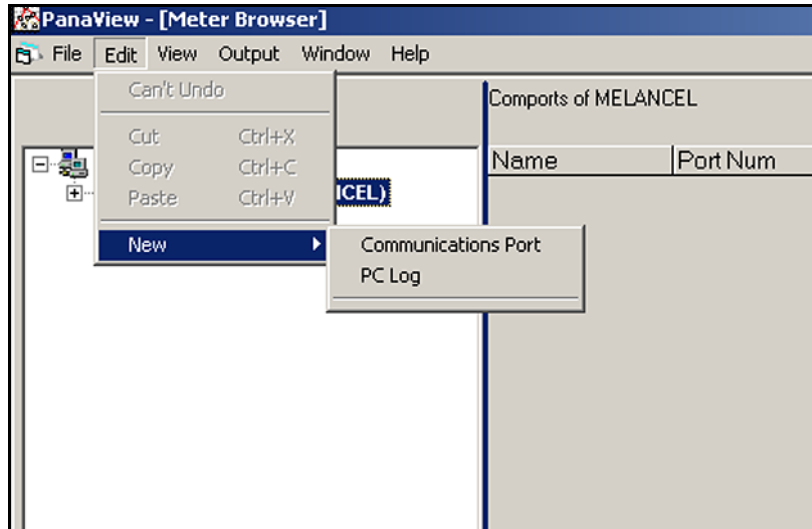 PanaView - [Meter Browser]
File Edit View Output Window Help
Can't Undo
Cut Ctrl+X
Copy Ctrl+C
Paste Ctrl+V
New
Communications Port
PC Log
ICEL)
Comports of MELANCEL
Name Port Num